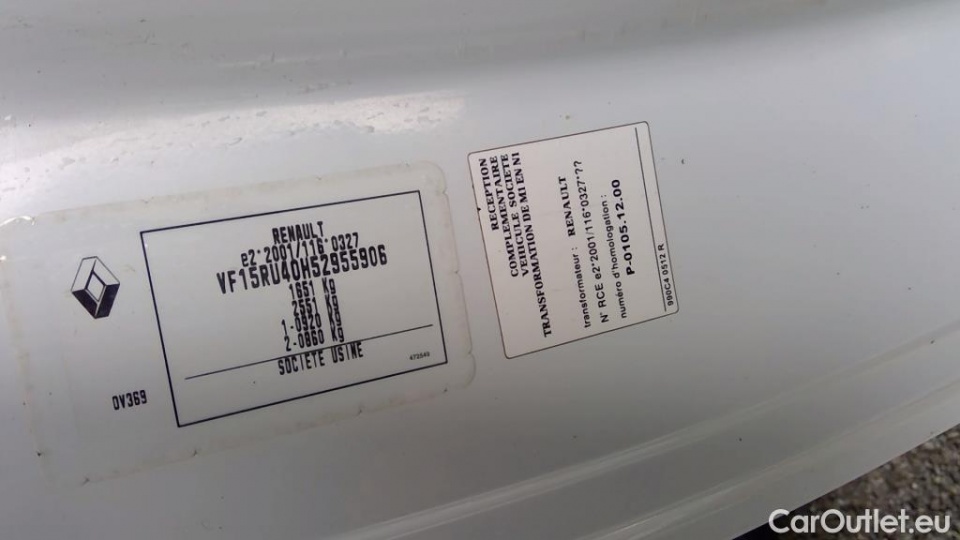 RENAULT
e2*2001/116*0327
VF15RU40H52955906
1651 Kg
2551 Kg
1-0920 Kg
2-0860 Kg
SOCIETE USINE
472546
DV369
RECEPTION
COMPLEMENTAIRE
VEHICULE SOCIETE
TRANSFORMATION DE M1 EN N1
transformateur : RENAULT
N° RCE e2*2001/116*0327*??
numéro d'homologation :
P-0105.12.00
990C4 0512 R
CarOutlet.eu